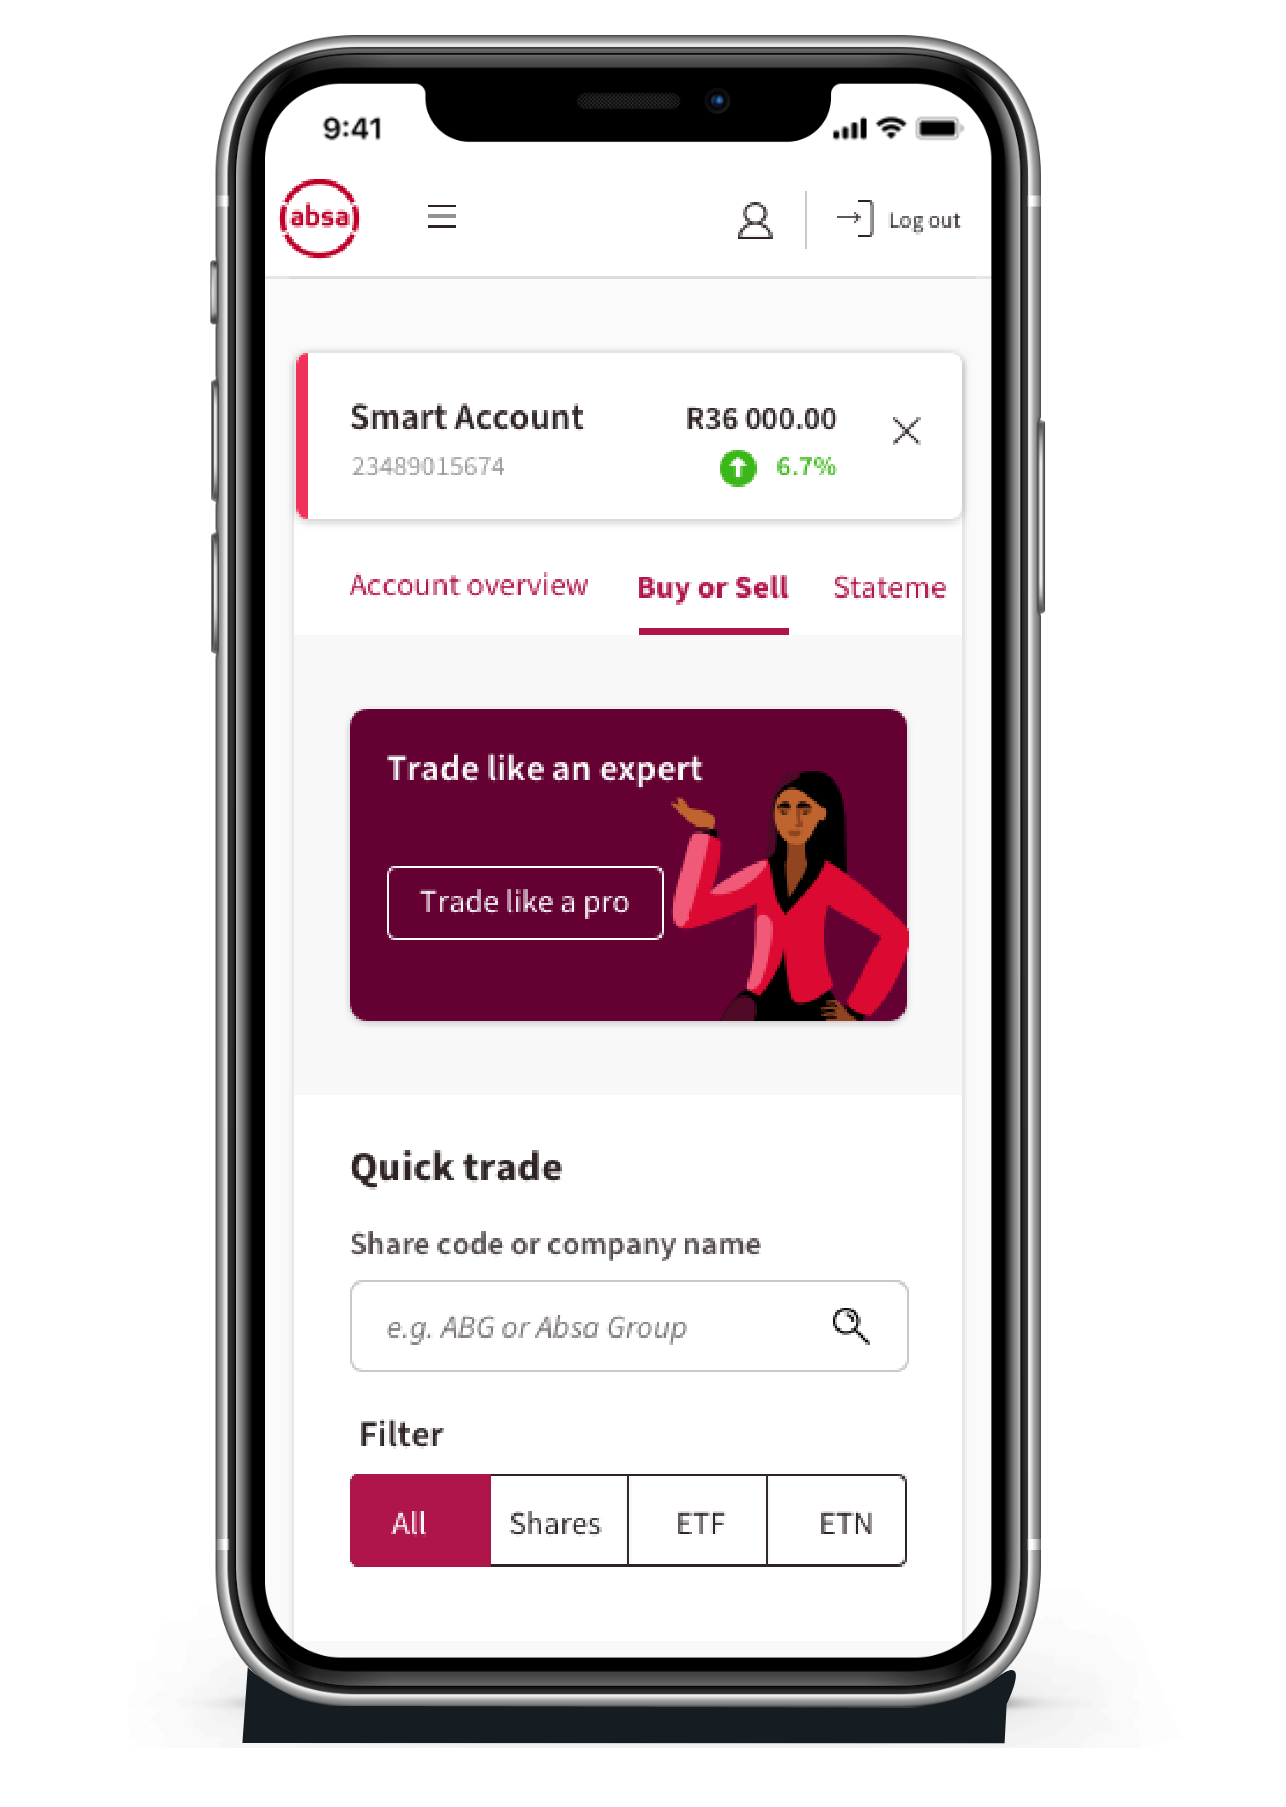 9:41
absa
Log out
Smart Account R36 000.00
23489015674 6.7%
Account overview Buy or Sell Stateme
Trade like an expert
Trade like a pro
Quick trade
Share code or company name
e.g. ABG or Absa Group
Filter
All Shares ETF ETN